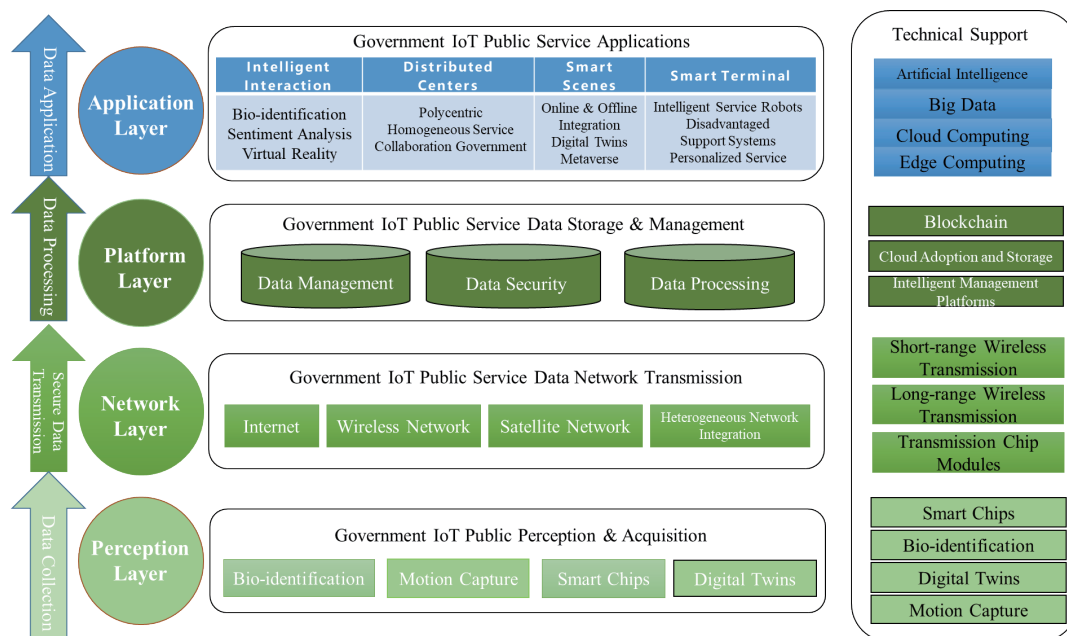 Data Application
Application
Layer
Government IoT Public Service Applications
Intelligent
Interaction
Distributed
Centers
Smart
Scenes
Smart Terminal
Bio-identification
Sentiment Analysis
Virtual Reality
Polycentric
Homogeneous Service
Collaboration Government
Online & Offline
Integration
Digital Twins
Metaverse
Intelligent Service Robots
Disadvantaged
Support Systems
Personalized Service
Data Processing
Platform
Layer
Government IoT Public Service Data Storage & Management
Data Management
Data Security
Data Processing
Secure Data
Transmission
Network
Layer
Government IoT Public Service Data Network Transmission
Internet
Wireless Network
Satellite Network
Heterogeneous Network
Integration
Data Collection
Perception
Layer
Government IoT Public Perception & Acquisition
Bio-identification
Motion Capture
Smart Chips
Digital Twins
Technical Support
Artificial Intelligence
Big Data
Cloud Computing
Edge Computing
Blockchain
Cloud Adoption and Storage
Intelligent Management
Platforms
Short-range Wireless
Transmission
Long-range Wireless
Transmission
Transmission Chip
Modules
Smart Chips
Bio-identification
Digital Twins
Motion Capture